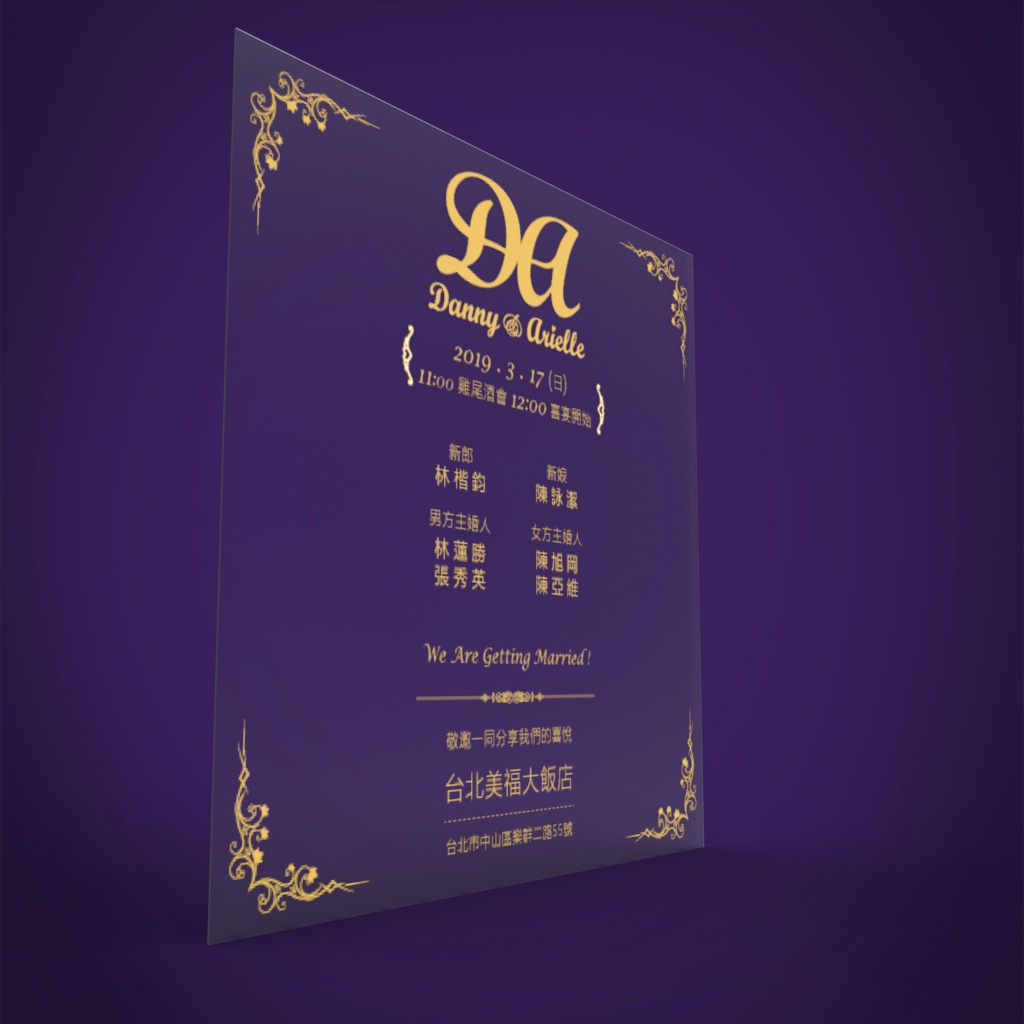 DA
Danny & Arielle
2019 . 3 . 17 (日)
11:00 雞尾酒會 12:00 喜宴開始
新郎
林楷鈞
新娘
陳詠潔
男方主婚人
林蓮勝
張秀英
女方主婚人
陳旭岡
陳亞維
We Are Getting Married !
敬邀一同分享我們的喜悅
台北美福大飯店
台北市中山區樂群二路55號